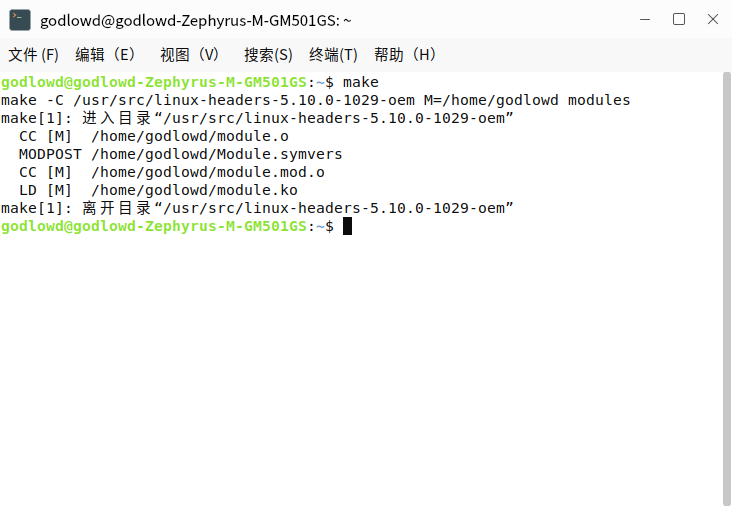 godlowd@godlowd-Zephyrus-M-GM501GS: ~
文件 (F) 编辑（E） 视图（V） 搜索(S) 终端(T) 帮助（H）
godlowd@godlowd-Zephyrus-M-GM501GS:~$ make
make -C /usr/src/linux-headers-5.10.0-1029-oem M=/home/godlowd modules
make[1]: 进入目录“/usr/src/linux-headers-5.10.0-1029-oem”
  CC [M]  /home/godlowd/module.o
  MODPOST /home/godlowd/Module.symvers
  CC [M]  /home/godlowd/module.mod.o
  LD [M]  /home/godlowd/module.ko
make[1]: 离开目录“/usr/src/linux-headers-5.10.0-1029-oem”
godlowd@godlowd-Zephyrus-M-GM501GS:~$